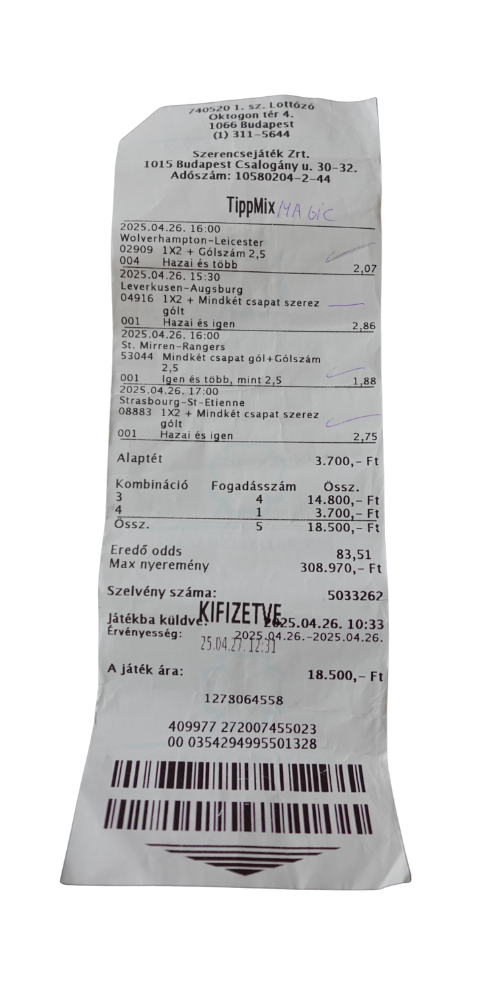 740520 1. sz. Lottózó
Oktogon tér 4.
1066 Budapest
(1) 311-5644
Szerencsejáték Zrt.
1015 Budapest Csalogány u. 30-32.
Adószám: 10580204-2-44
TippMix
2025.04.26. 16:00
Wolverhampton-Leicester
02909 1X2 + Gólszám 2,5
004 Hazai és több 2,07
2025.04.26. 15:30
Leverkusen-Augsburg
04916 1X2 + Mindkét csapat szerez
gólt
001 Hazai és igen 2,86
2025.04.26. 16:00
St. Mirren-Rangers
53044 Mindkét csapat gól+Gólszám
2,5
001 Igen és több, mint 2,5 1,88
2025.04.26. 17:00
Strasbourg-St-Etienne
08883 1X2 + Mindkét csapat szerez
gólt
001 Hazai és igen 2,75
Alaptét 3.700,- Ft
Kombináció Fogadásszám Össz.
3 4 14.800,- Ft
4 1 3.700,- Ft
Össz. 5 18.500,- Ft
Eredő odds 83,51
Max nyeremény 308.970,- Ft
Szelvény száma: 5033262
KIFIZETVE
Játékba küldve: 2025.04.26. 10:33
Érvényesség: 2025.04.26.-2025.04.26.
25.04.27. 12:31
A játék ára: 18.500,- Ft
1278064558
409977 272007455023
00 0354294995501328